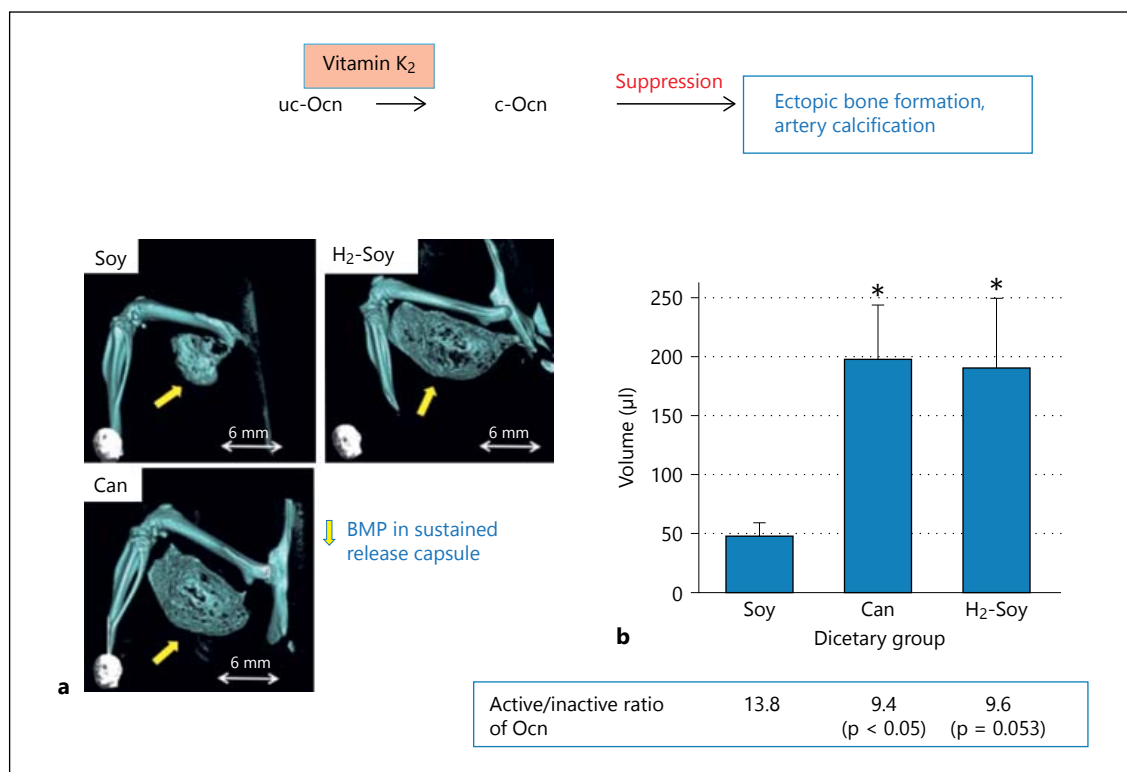 Vitamin K₂
uc-Ocn → c-Ocn
Suppression
Ectopic bone formation,
artery calcification
Soy
6 mm
H₂-Soy
6 mm
Can
6 mm
BMP in sustained
release capsule
a
Volume (µl)
250
200
150
100
50
0
*
*
Soy Can H₂-Soy
Dicetary group
b
Active/inactive ratio
of Ocn
13.8 9.4 9.6
(p < 0.05) (p = 0.053)